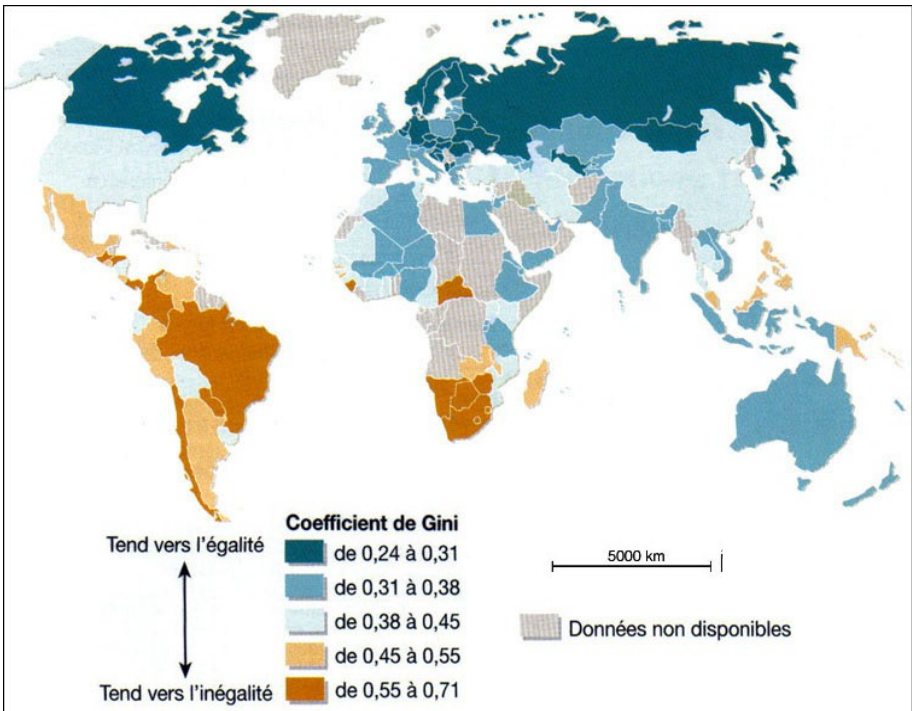 Coefficient de Gini
Tend vers l'égalité
de 0,24 à 0,31
de 0,31 à 0,38
de 0,38 à 0,45
de 0,45 à 0,55
de 0,55 à 0,71
Tend vers l'inégalité
5000 km
Données non disponibles